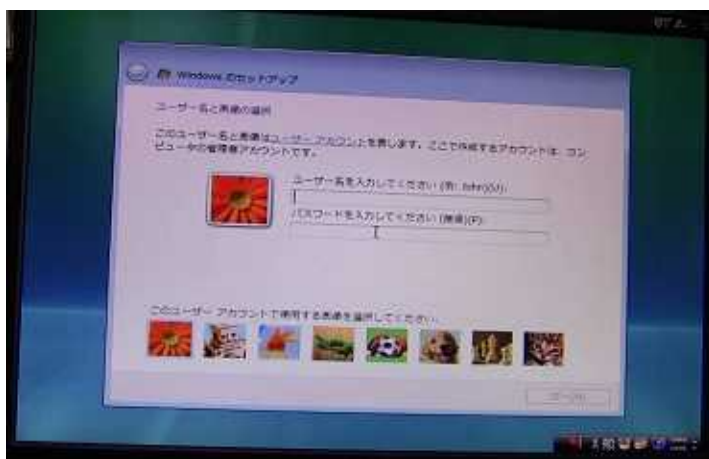 Windows のセットアップ
ユーザー名と画像の選択
このユーザー名と画像はユーザー アカウントを表します。ここで作成するアカウントは、コン
ピュータの管理者アカウントです。
ユーザー名を入力してください (例: John)(U):
パスワードを入力してください (推奨)(P):
このユーザー アカウントで使用する画像を選択してください。